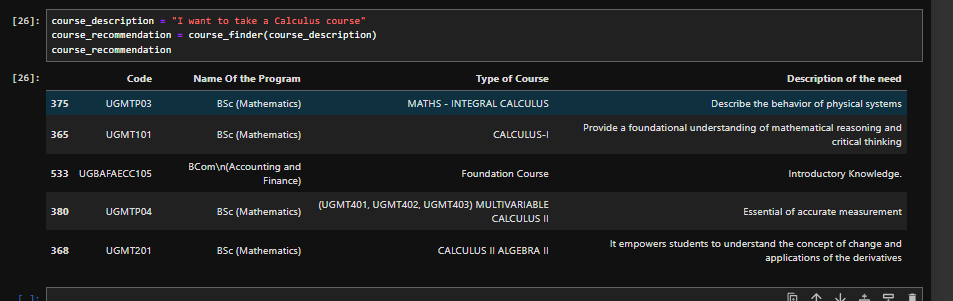 [26]: course_description = "I want to take a Calculus course"
course_recommendation = course_finder(course_description)
course_recommendation
[26]: Code Name Of the Program Type of Course Description of the need
375 UGMTP03 BSc (Mathematics) MATHS - INTEGRAL CALCULUS Describe the behavior of physical systems
365 UGMT101 BSc (Mathematics) CALCULUS-I Provide a foundational understanding of mathematical reasoning and
critical thinking
533 UGBAFAECC105 BCom\n(Accounting and
Finance) Foundation Course Introductory Knowledge.
380 UGMTP04 BSc (Mathematics) (UGMT401, UGMT402, UGMT403) MULTIVARIABLE
CALCULUS II Essential of accurate measurement
368 UGMT201 BSc (Mathematics) CALCULUS II ALGEBRA II It empowers students to understand the concept of change and
applications of the derivatives
[ ]: